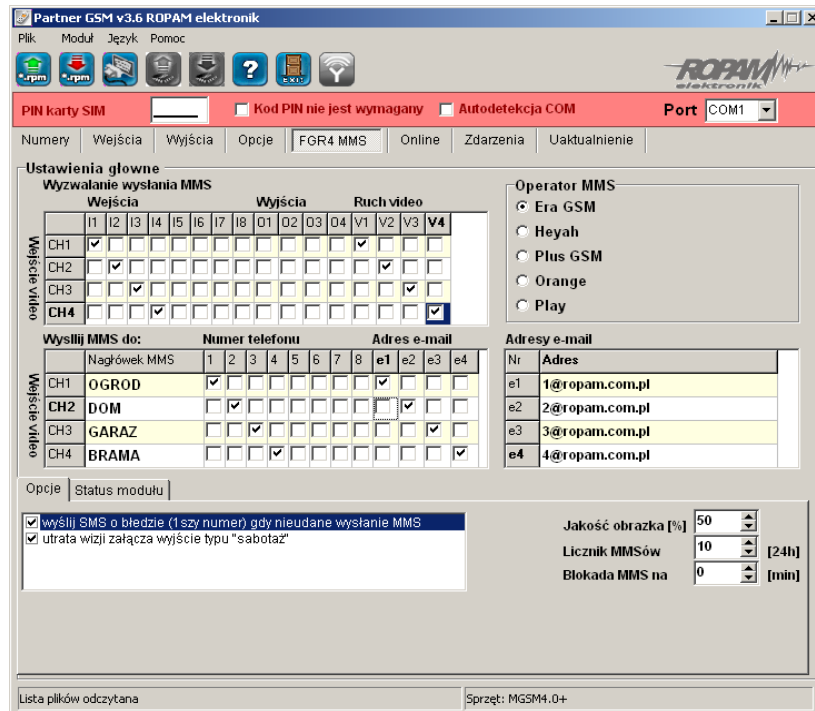 Partner GSM v3.6 ROPAM elektronik
Plik Moduł Język Pomoc
.rpm .rpm ? EXIT ROPAM elektronik
PIN karty SIM Kod PIN nie jest wymagany Autodetekcja COM Port COM1
Numery Wejścia Wyjścia Opcje FGR4 MMS Online Zdarzenia Uaktualnienie
Ustawienia głowne
Wyzwalanie wysłania MMS
Wejścia Wyjścia Ruch video
I1 I2 I3 I4 I5 I6 I7 I8 O1 O2 O3 O4 V1 V2 V3 V4
Wejście video
CH1
CH2
CH3
CH4
Operator MMS
Era GSM
Heyah
Plus GSM
Orange
Play
Wysllij MMS do: Numer telefonu Adres e-mail
Nagłówek MMS 1 2 3 4 5 6 7 8 e1 e2 e3 e4
Wejście video
CH1 OGROD
CH2 DOM
CH3 GARAZ
CH4 BRAMA
Adresy e-mail
Nr Adres
e1 1@ropam.com.pl
e2 2@ropam.com.pl
e3 3@ropam.com.pl
e4 4@ropam.com.pl
Opcje Status modułu
wyślij SMS o błedzie (1szy numer) gdy nieudane wysłanie MMS
utrata wizji załącza wyjście typu "sabotaż"
Jakość obrazka [%] 50
Licznik MMSów 10 [24h]
Blokada MMS na 0 [min]
Lista plików odczytana Sprzęt: MGSM4.0+